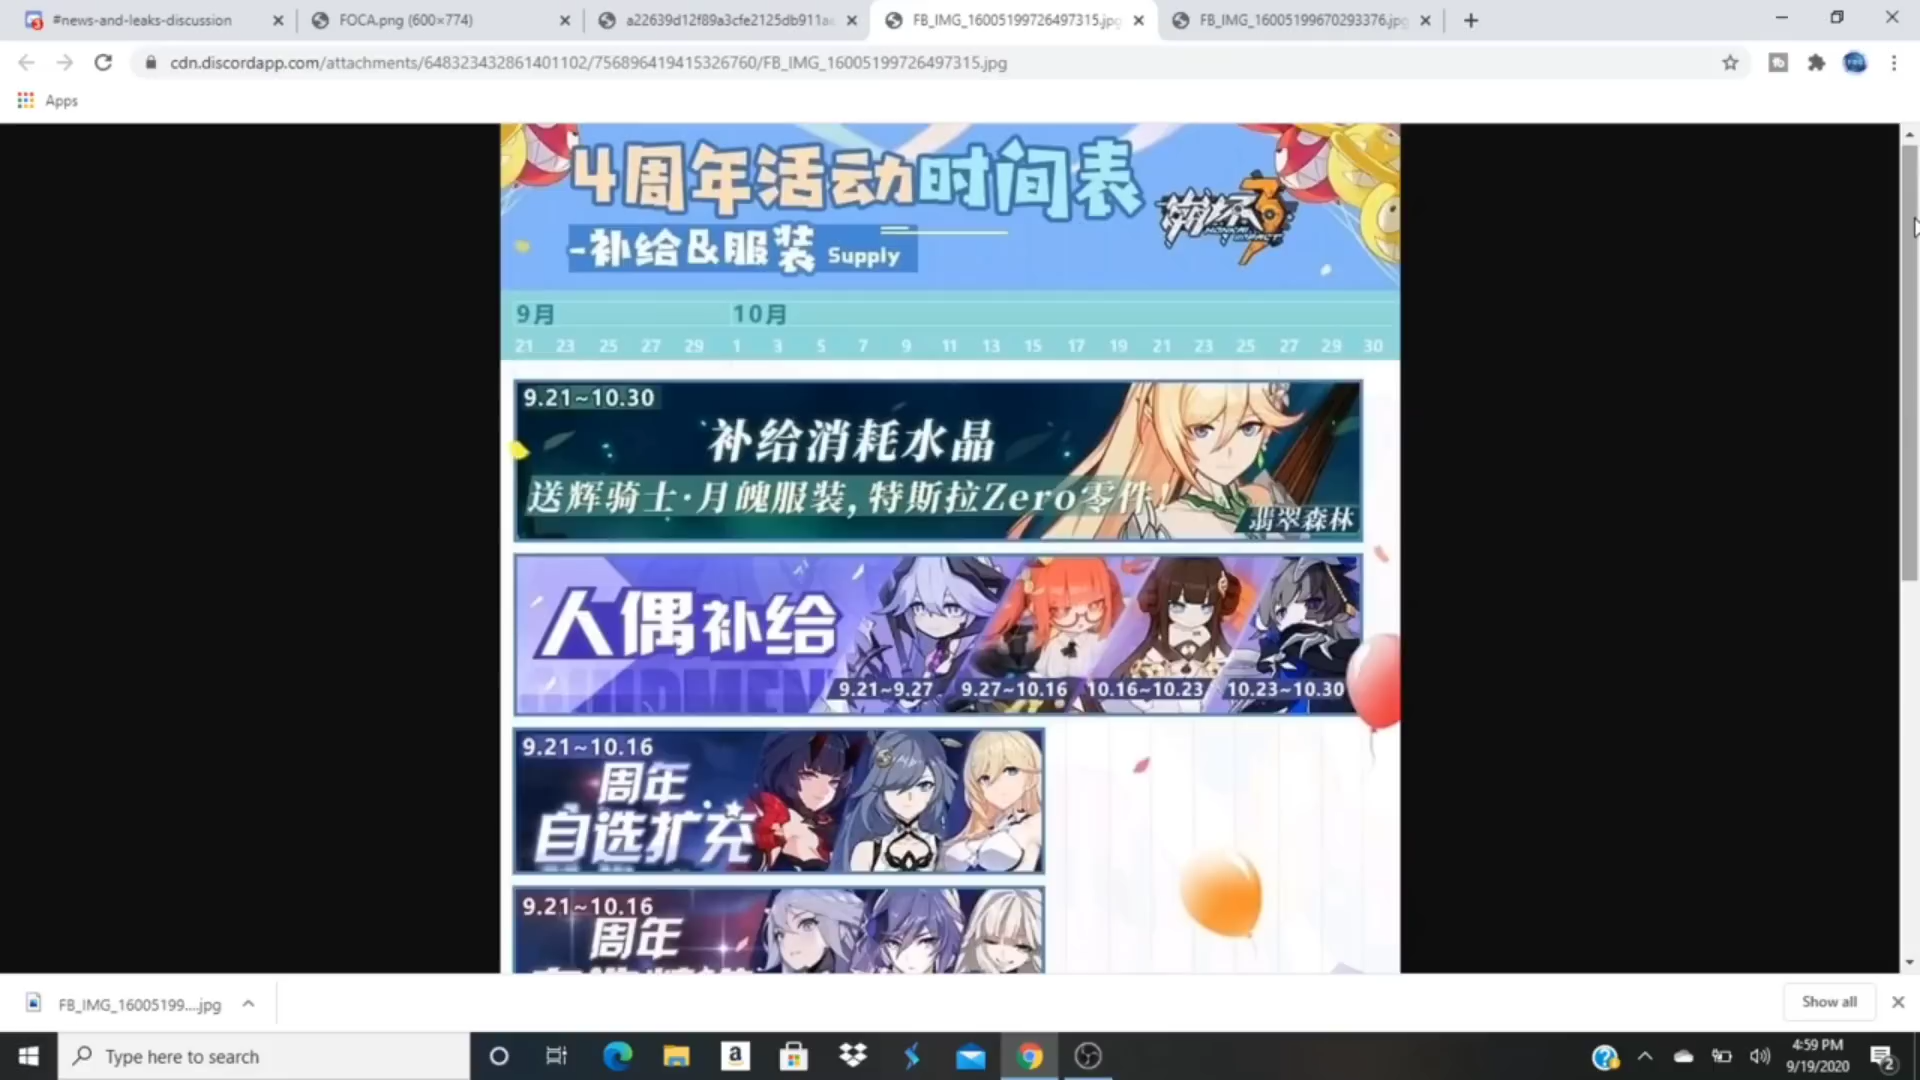 #news-and-leaks-discussion
FOCA.png (600×774)
a22639d12f89a3cfe2125db911a
FB_IMG_16005199726497315.jpg
FB_IMG_16005199670293376.jpg
cdn.discordapp.com/attachments/648323432861401102/756896419415326760/FB_IMG_16005199726497315.jpg
Apps
4周年活动时间表
崩坏3
HONKAI IMPACT
-补给&服装 Supply
9月 10月
21 23 25 27 29 1 3 5 7 9 11 13 15 17 19 21 23 25 27 29 30
9.21~10.30
补给消耗水晶
送辉骑士·月魄服装,特斯拉Zero零件!
翡翠森林
人偶补给
9.21~9.27 9.27~10.16 10.16~10.23 10.23~10.30
9.21~10.16
周年
自选扩充
9.21~10.16
周年
FB_IMG_16005199....jpg
Show all
Type here to search
4:59 PM
9/19/2020
2